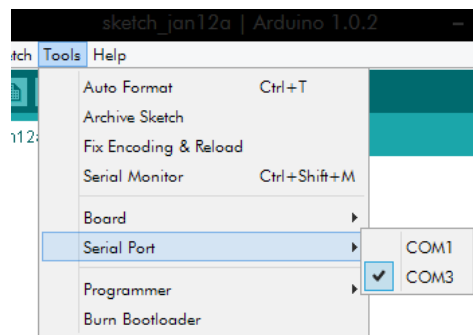 sketch_jan12a | Arduino 1.0.2
tch Tools Help
n12a
Auto Format Ctrl+T
Archive Sketch
Fix Encoding & Reload
Serial Monitor Ctrl+Shift+M
Board
Serial Port
COM1
COM3
Programmer
Burn Bootloader